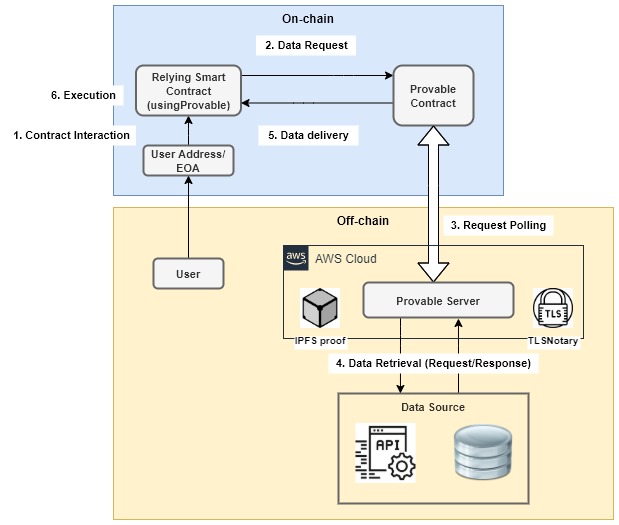 On-chain
2. Data Request
Relying Smart
Contract
(usingProvable)
Provable
Contract
6. Execution
1. Contract Interaction
5. Data delivery
User Address/
EOA
Off-chain
3. Request Polling
aws
AWS Cloud
User
Provable Server
TLS
IPFS proof
TLSNotary
4. Data Retrieval (Request/Response)
Data Source
API